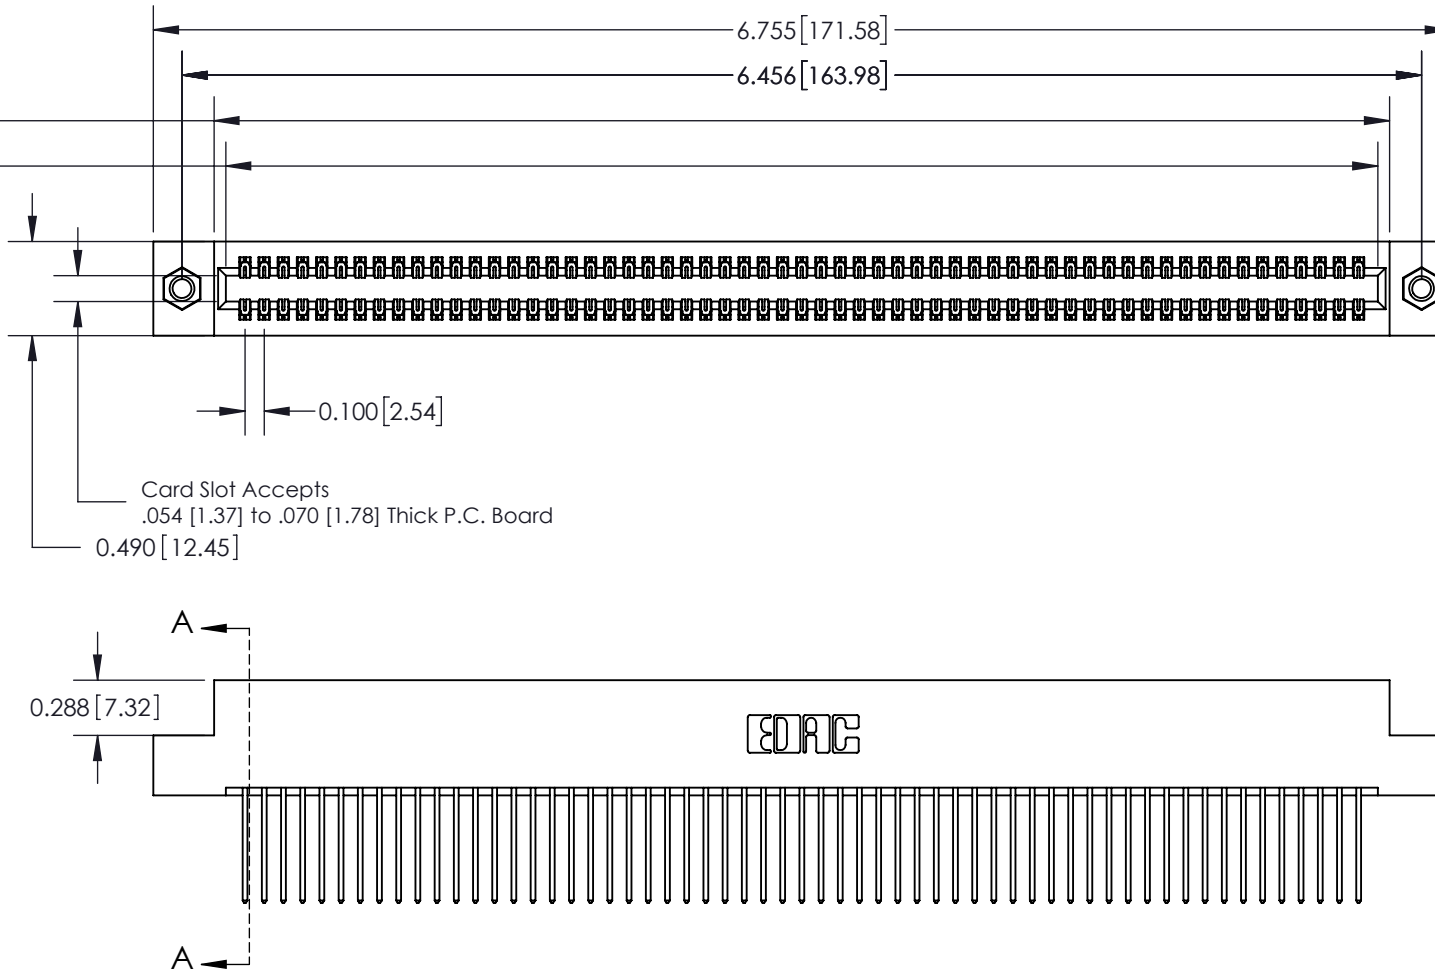 6.755[171.58]
6.456[163.98]
0.100[2.54]
Card Slot Accepts
.054 [1.37] to .070 [1.78] Thick P.C. Board
0.490[12.45]
A
0.288[7.32]
EDAC
A